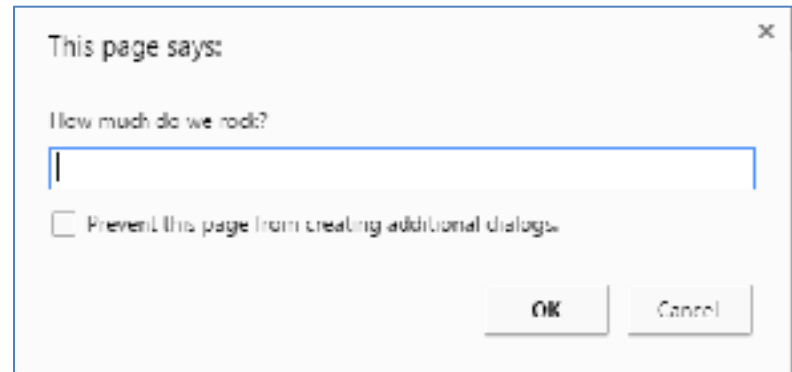 This page says:
How much do we rock?
Prevent this page from creating additional dialogs.
OK
Cancel